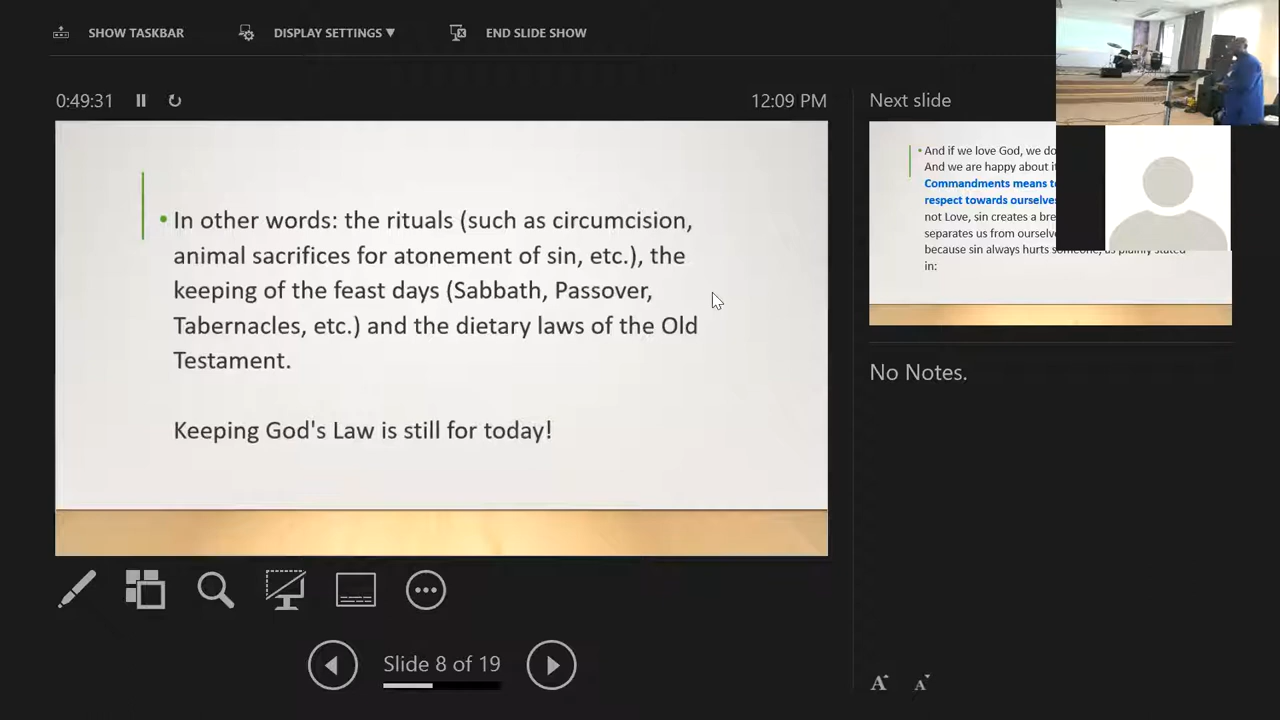 SHOW TASKBAR
DISPLAY SETTINGS ▼
END SLIDE SHOW
0:49:31
12:09 PM
• In other words: the rituals (such as circumcision,
animal sacrifices for atonement of sin, etc.), the
keeping of the feast days (Sabbath, Passover,
Tabernacles, etc.) and the dietary laws of the Old
Testament.
Keeping God's Law is still for today!
Slide 8 of 19
Next slide
• And if we love God, we do
And we are happy about
Commandments means
respect towards
not Love, sin creates a
separates us from
because sin always hurts someone, as plainly stated
in:
No Notes.
A A